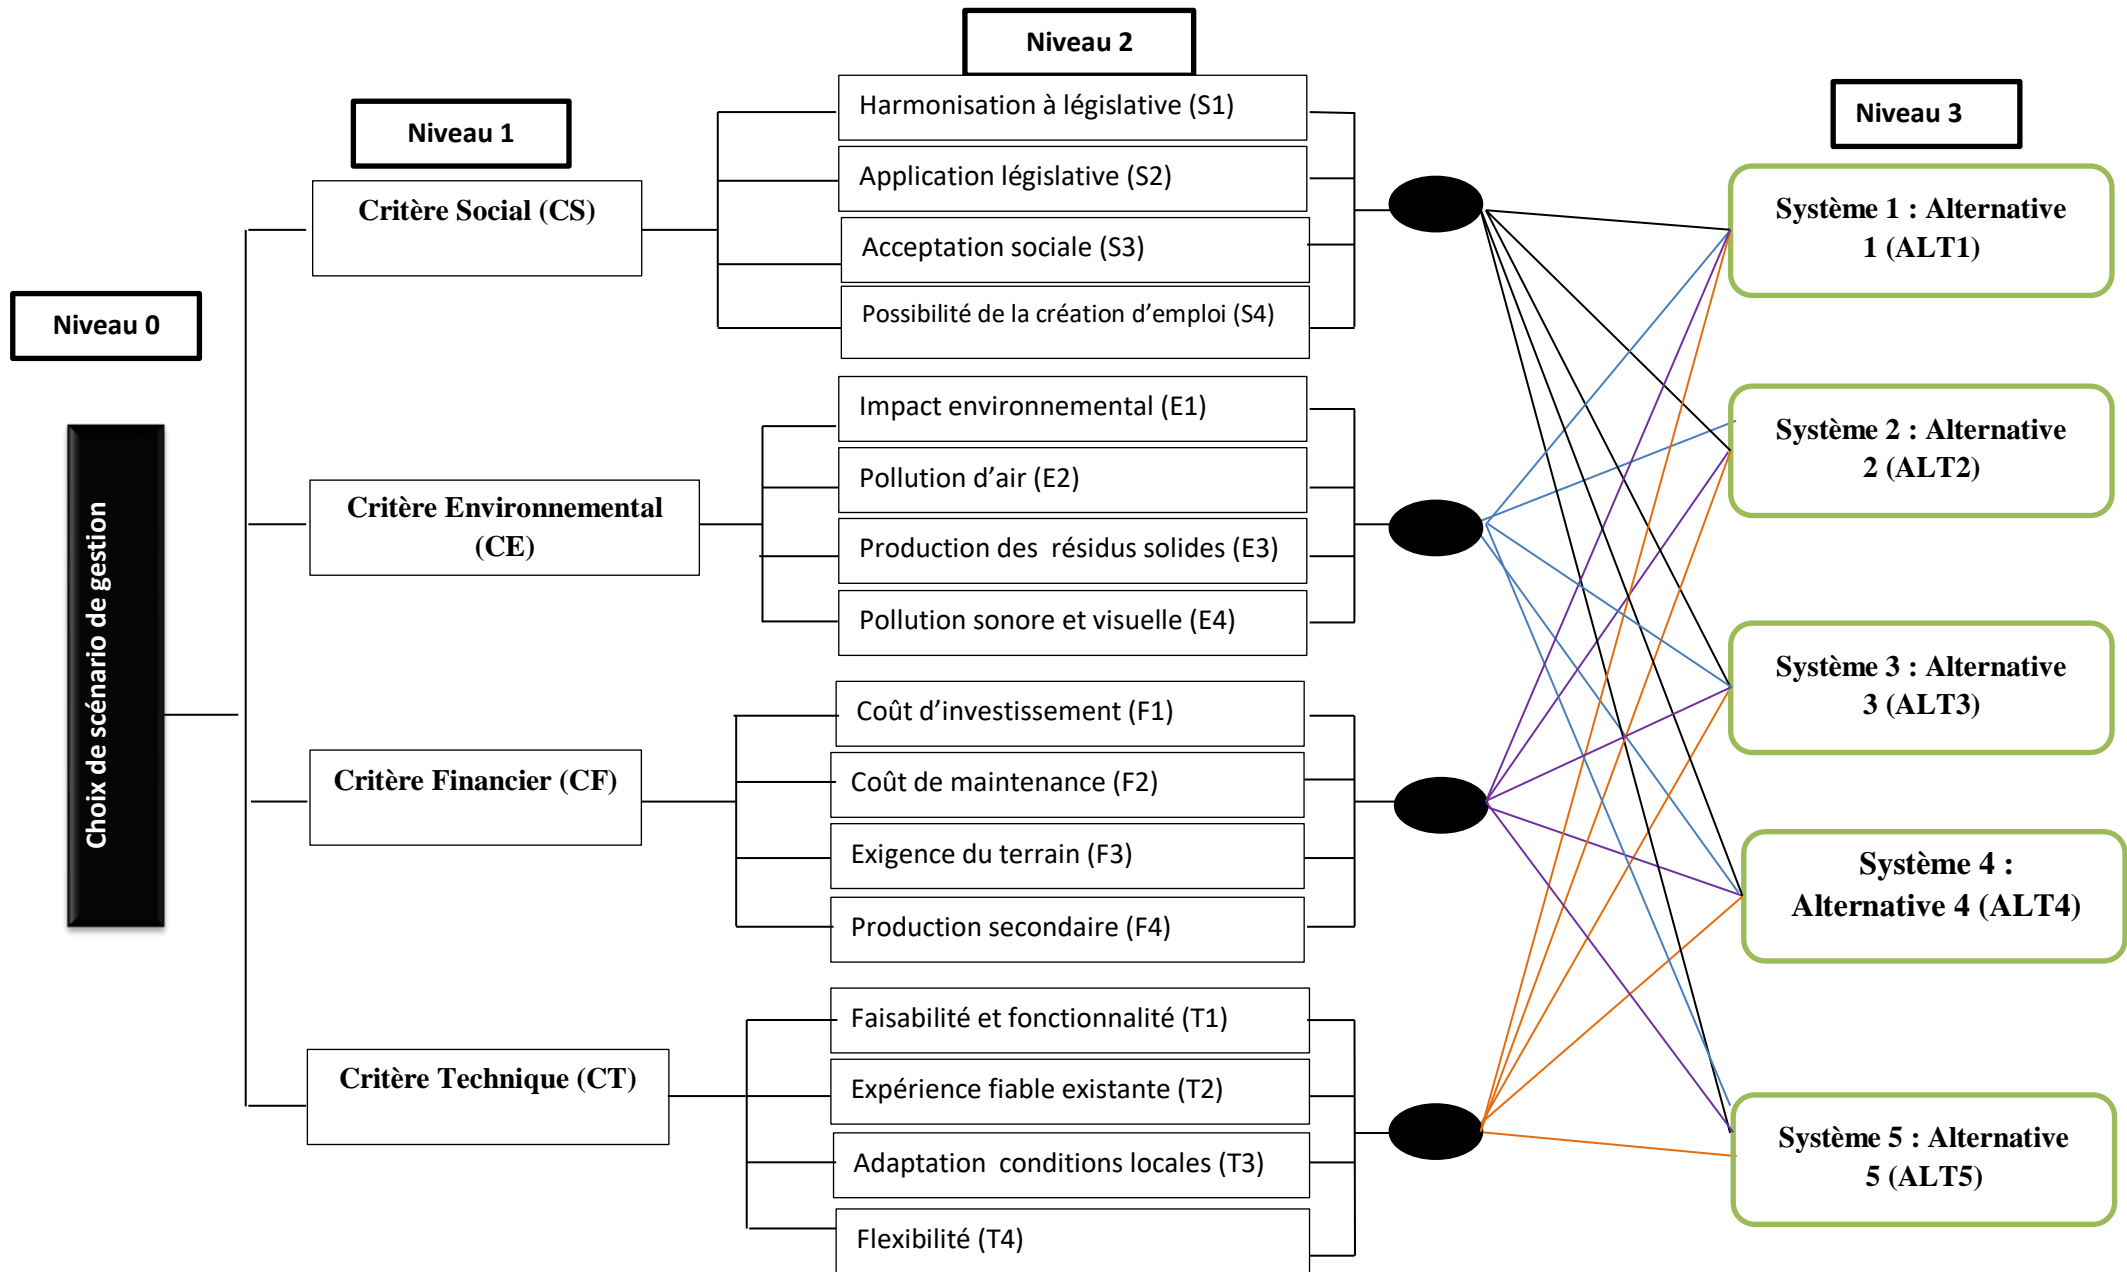 Niveau 0
Choix de scénario de gestion
Niveau 1
Critère Social (CS)
Critère Environnemental
(CE)
Critère Financier (CF)
Critère Technique (CT)
Niveau 2
Harmonisation à législative (S1)
Application législative (S2)
Acceptation sociale (S3)
Possibilité de la création d’emploi (S4)
Impact environnemental (E1)
Pollution d’air (E2)
Production des  résidus solides (E3)
Pollution sonore et visuelle (E4)
Coût d’investissement (F1)
Coût de maintenance (F2)
Exigence du terrain (F3)
Production secondaire (F4)
Faisabilité et fonctionnalité (T1)
Expérience fiable existante (T2)
Adaptation  conditions locales (T3)
Flexibilité (T4)
Niveau 3
Système 1 : Alternative
1 (ALT1)
Système 2 : Alternative
2 (ALT2)
Système 3 : Alternative
3 (ALT3)
Système 4 :
Alternative 4 (ALT4)
Système 5 : Alternative
5 (ALT5)